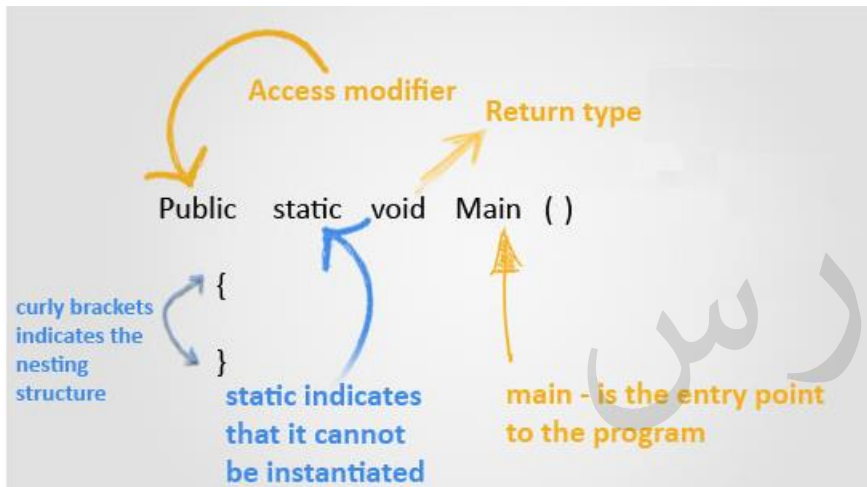 Access modifier
Return type
Public static void Main ( )
{
}
curly brackets
indicates the
nesting
structure
static indicates
that it cannot
be instantiated
main - is the entry point
to the program
رس